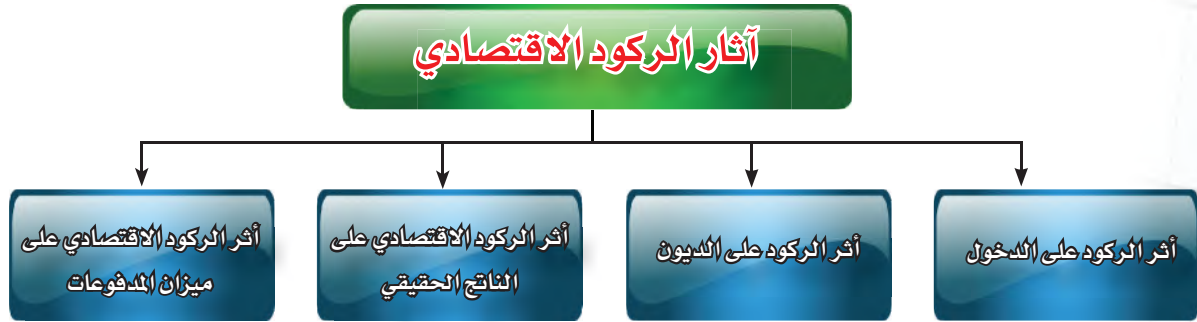 آثار الركود الاقتصادي
أثر الركود على الدخول
أثر الركود على الديون
أثر الركود الاقتصادي على
الناتج الحقيقي
أثر الركود الاقتصادي على
ميزان المدفوعات